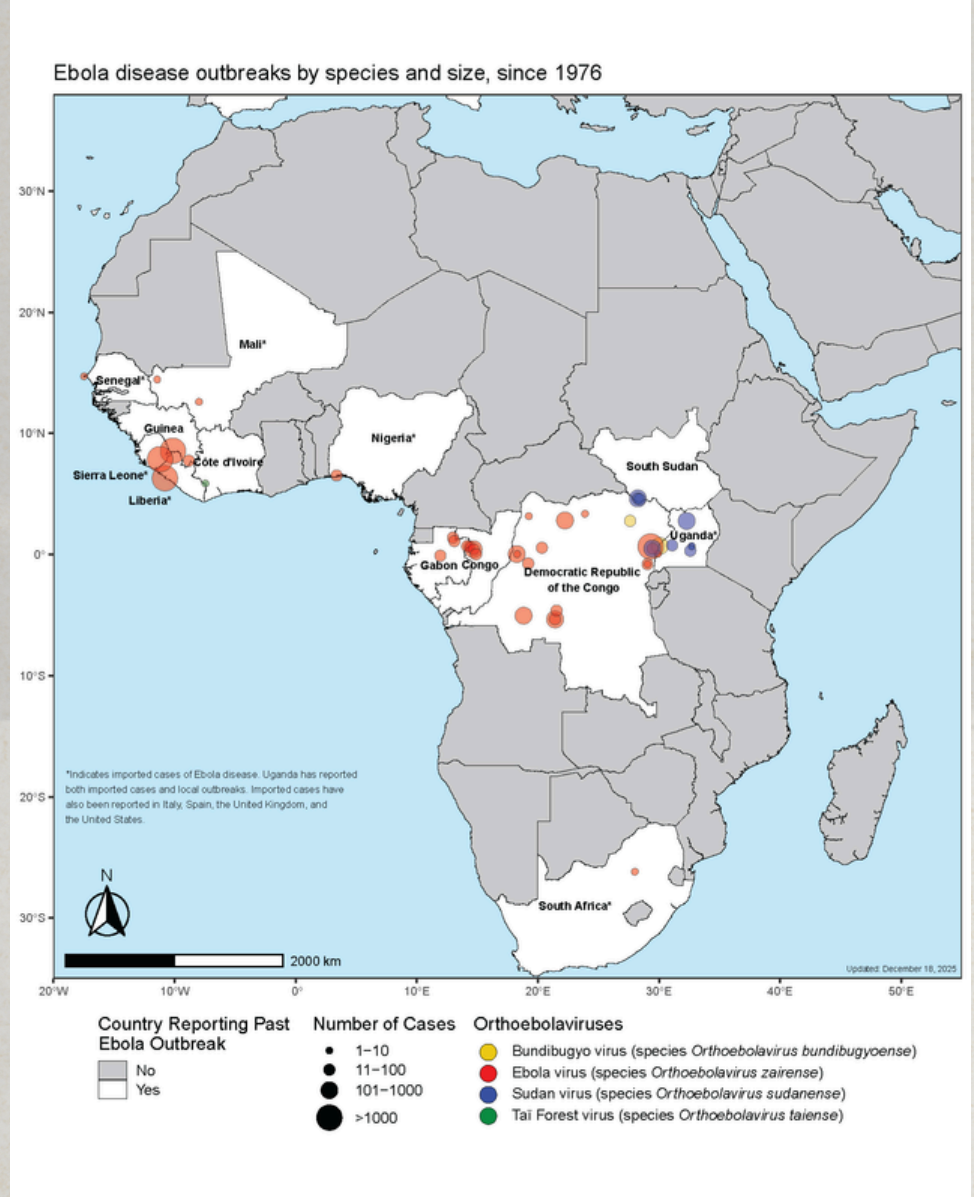 Ebola disease outbreaks by species and size, since 1976
30°N
20°N
10°N
0°
10°S
20°S
30°S
Mali*
Senegal*
Guinea
Nigeria*
Côte d'Ivoire
Sierra Leone*
Liberia*
South Sudan
Uganda*
Gabon
Congo
Democratic Republic
of the Congo
South Africa*
*Indicates imported cases of Ebola disease. Uganda has reported
both imported cases and local outbreaks. Imported cases have
also been reported in Italy, Spain, the United Kingdom, and
the United States.
N
2000 km
Updated: December 18, 2025
20°W
10°W
0°
10°E
20°E
30°E
40°E
50°E
Country Reporting Past
Ebola Outbreak
No
Yes
Number of Cases
1–10
11–100
101–1000
>1000
Orthoebolaviruses
Bundibugyo virus (species Orthoebolavirus bundibugyoense)
Ebola virus (species Orthoebolavirus zairense)
Sudan virus (species Orthoebolavirus sudanense)
Taï Forest virus (species Orthoebolavirus taiense)